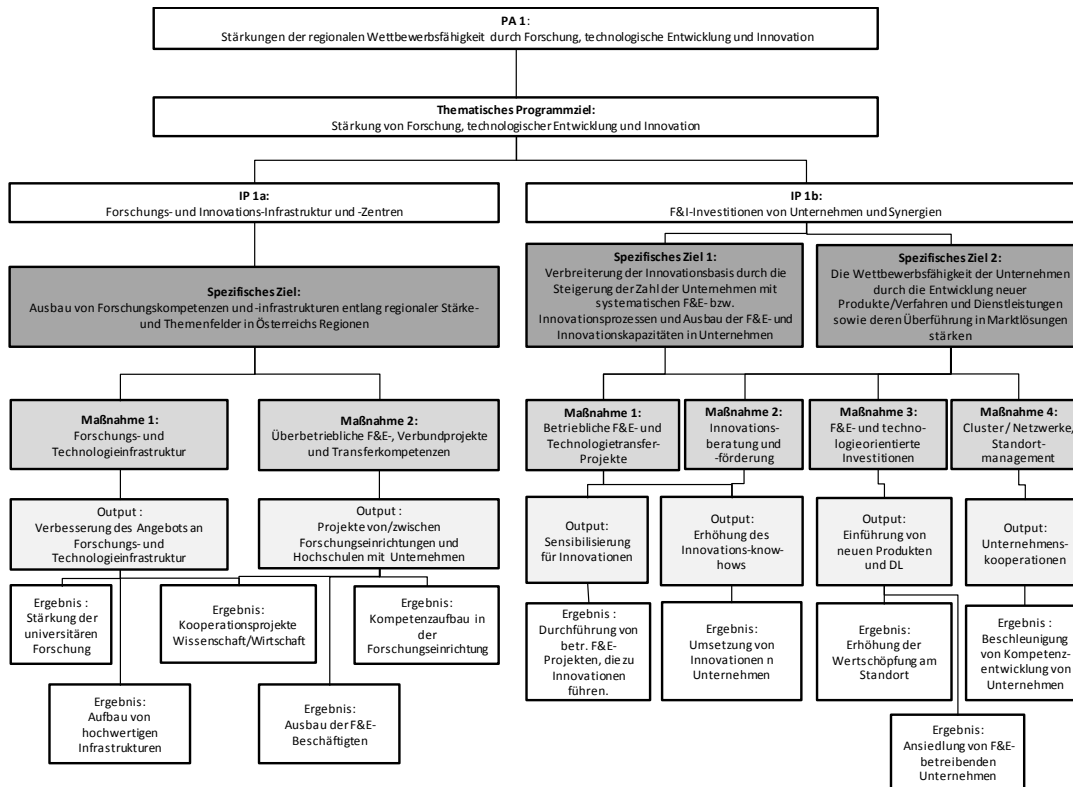 PA 1:
Stärkungen der regionalen Wettbewerbsfähigkeit durch Forschung, technologische Entwicklung und Innovation
Thematisches Programmziel:
Stärkung von Forschung, technologischer Entwicklung und Innovation
IP 1a:
Forschungs- und Innovations-Infrastruktur und -Zentren
IP 1b:
F&I-Investitionen von Unternehmen und Synergien
Spezifisches Ziel:
Ausbau von Forschungskompetenzen und -infrastrukturen entlang regionaler Stärke-
und Themenfelder in Österreichs Regionen
Spezifisches Ziel 1:
Verbreiterung der Innovationsbasis durch die
Steigerung der Zahl der Unternehmen mit
systematischen F&E- bzw.
Innovationsprozessen und Ausbau der F&E- und
Innovationskapazitäten in Unternehmen
Spezifisches Ziel 2:
Die Wettbewerbsfähigkeit der Unternehmen
durch die Entwicklung neuer
Produkte/Verfahren und Dienstleistungen
sowie deren Überführung in Marktlösungen
stärken
Maßnahme 1:
Forschungs- und
Technologieinfrastruktur
Maßnahme 2:
Überbetriebliche F&E-, Verbundprojekte
und Transferkompetenzen
Maßnahme 1:
Betriebliche F&E- und
Technologietransfer-
Projekte
Maßnahme 2:
Innovations-
beratung und
-förderung
Maßnahme 3:
F&E- und techno-
logieorientierte
Investitionen
Maßnahme 4:
Cluster/ Netzwerke,
Standort-
management
Output :
Verbesserung des Angebots an
Forschungs- und
Technologieinfrastruktur
Output :
Projekte von/zwischen
Forschungseinrichtungen und
Hochschulen mit Unternehmen
Output:
Sensibilisierung
für Innovationen
Output:
Erhöhung des
Innovations-know-
hows
Output:
Einführung von
neuen Produkten
und DL
Output:
Unternehmens-
kooperationen
Ergebnis :
Stärkung der
universitären
Forschung
Ergebnis:
Kooperationsprojekte
Wissenschaft/Wirtschaft
Ergebnis:
Kompetenzaufbau in
der
Forschungseinrichtung
Ergebnis :
Durchführung von
betr. F&E-
Projekten, die zu
Innovationen
führen.
Ergebnis:
Umsetzung von
Innovationen n
Unternehmen
Ergebnis:
Erhöhung der
Wertschöpfung am
Standort
Ergebnis :
Beschleunigung
von Kompetenz-
entwicklung von
Unternehmen
Ergebnis:
Aufbau von
hochwertigen
Infrastrukturen
Ergebnis:
Ausbau der F&E-
Beschäftigten
Ergebnis:
Ansiedlung von F&E-
betreibenden
Unternehmen